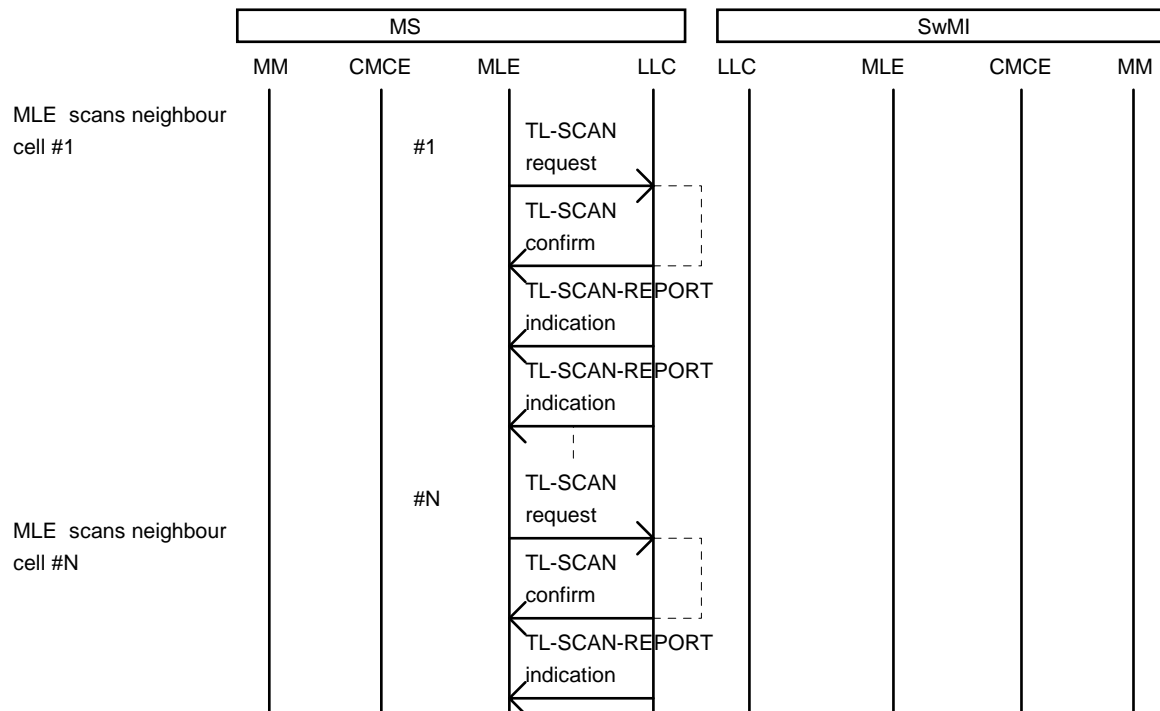 MS SwMI
MM CMCE MLE LLC LLC MLE CMCE MM
MLE scans neighbour
cell #1
#1
TL-SCAN
request
TL-SCAN
confirm
TL-SCAN-REPORT
indication
TL-SCAN-REPORT
indication
#N
TL-SCAN
request
MLE scans neighbour
cell #N
TL-SCAN
confirm
TL-SCAN-REPORT
indication